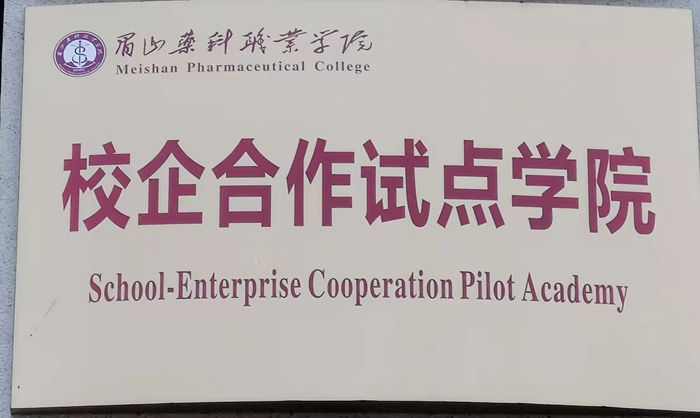 眉山药科职业学院
Meishan Pharmaceutical College
校企合作试点学院
School-Enterprise Cooperation Pilot Academy